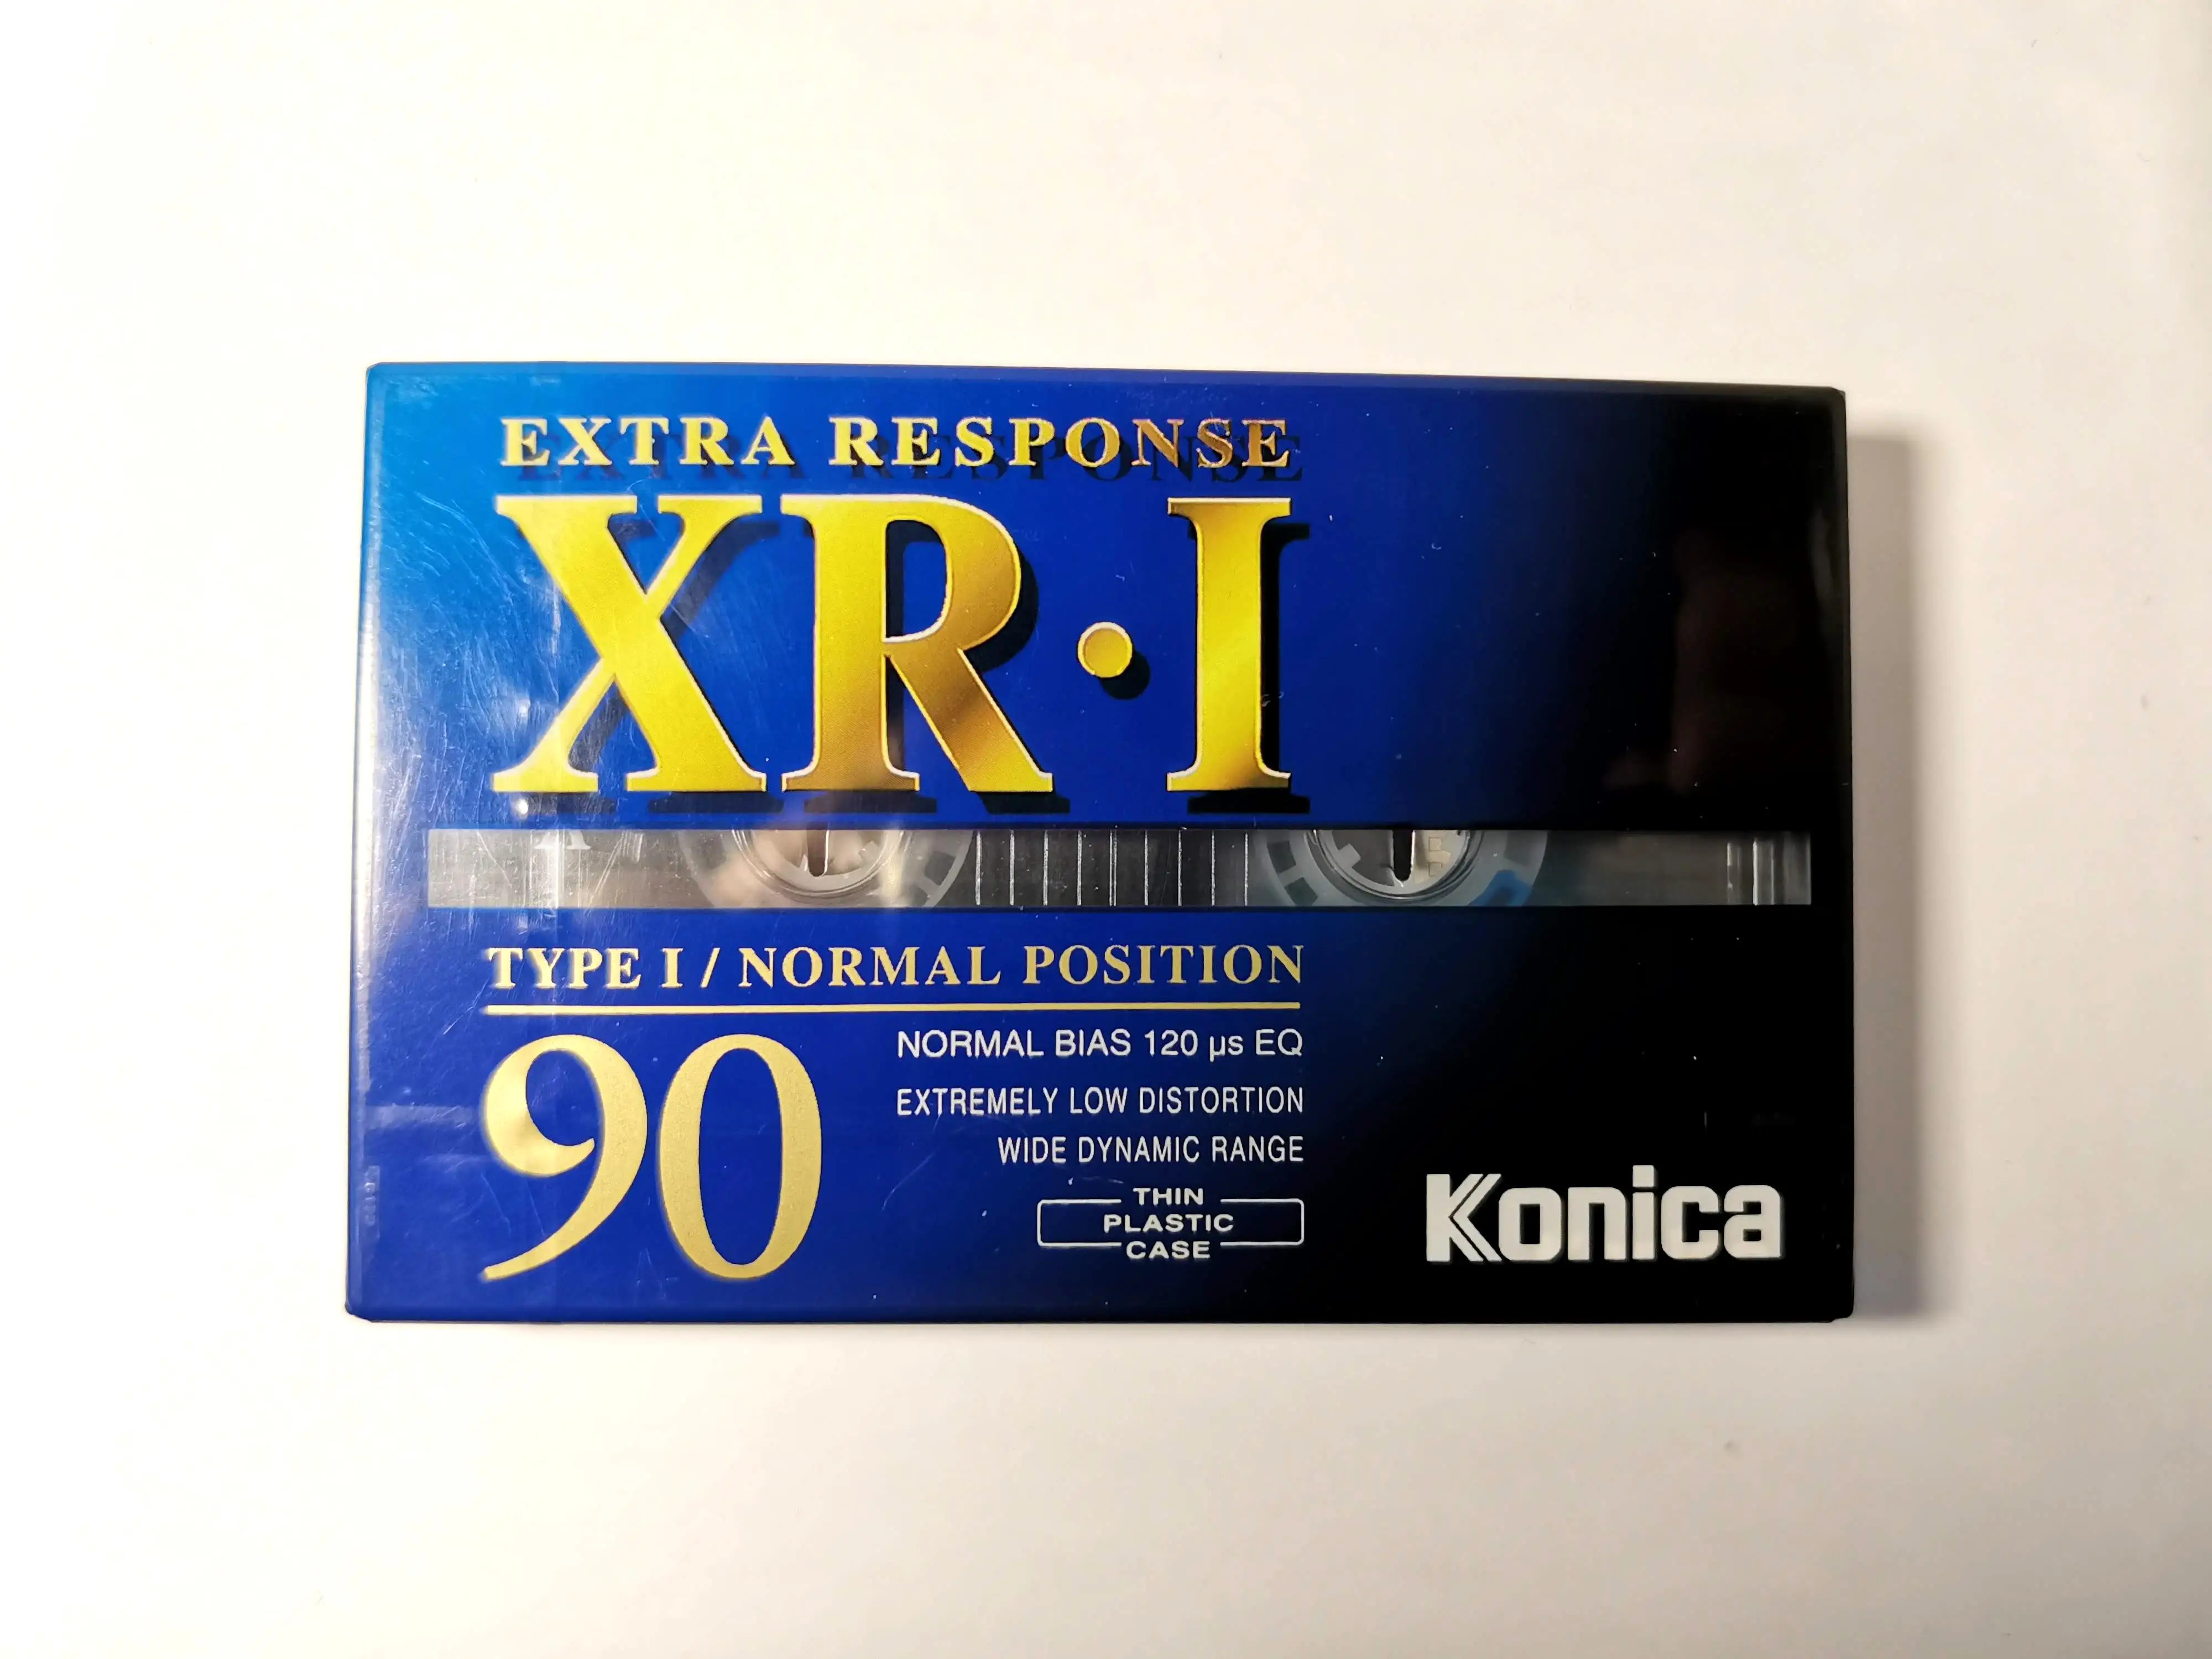 EXTRA RESPONSE
XR·I
TYPE I / NORMAL POSITION
90
NORMAL BIAS 120 µs EQ
EXTREMELY LOW DISTORTION
WIDE DYNAMIC RANGE
THIN
PLASTIC
CASE
Konica